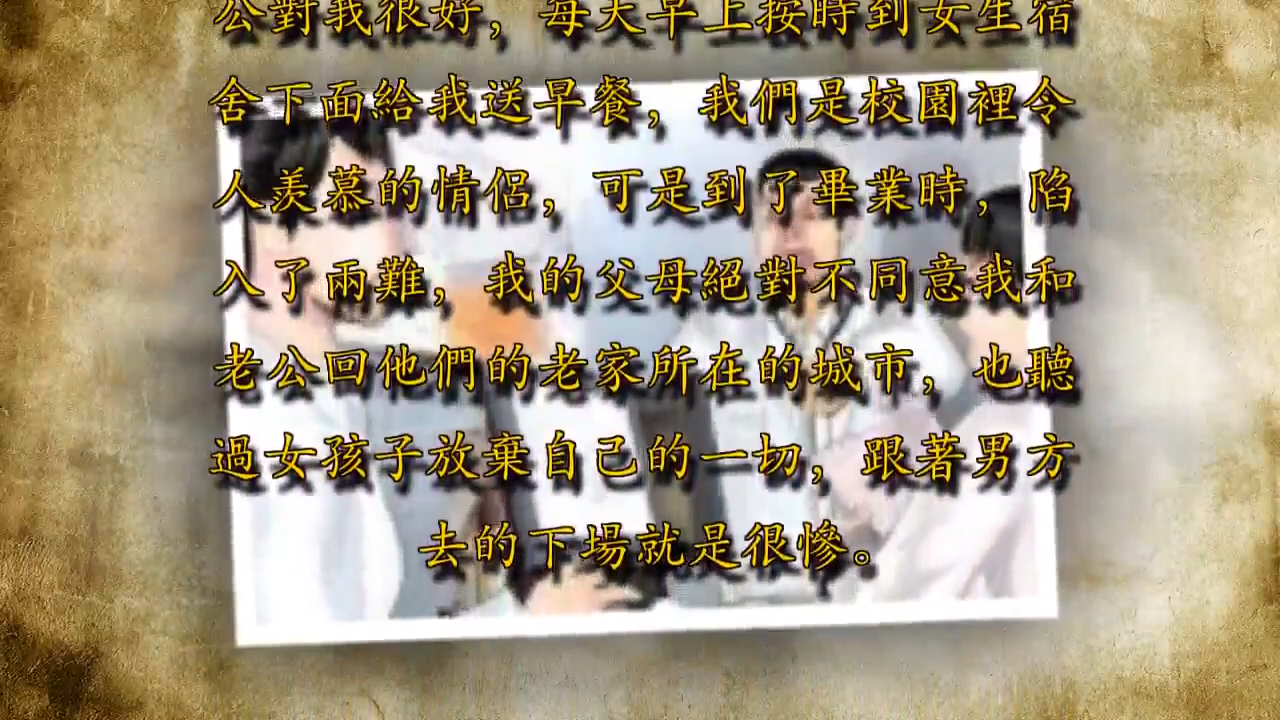 公對我很好，每天早上按時到女生宿
舍下面給我送早餐，我們是校園裡令
人羨慕的情侶，可是到了畢業時，陷
入了兩難，我的父母絕對不同意我和
老公回他們的老家所在的城市，也聽
過女孩子放棄自己的一切，跟著男方
去的下場就是很慘。